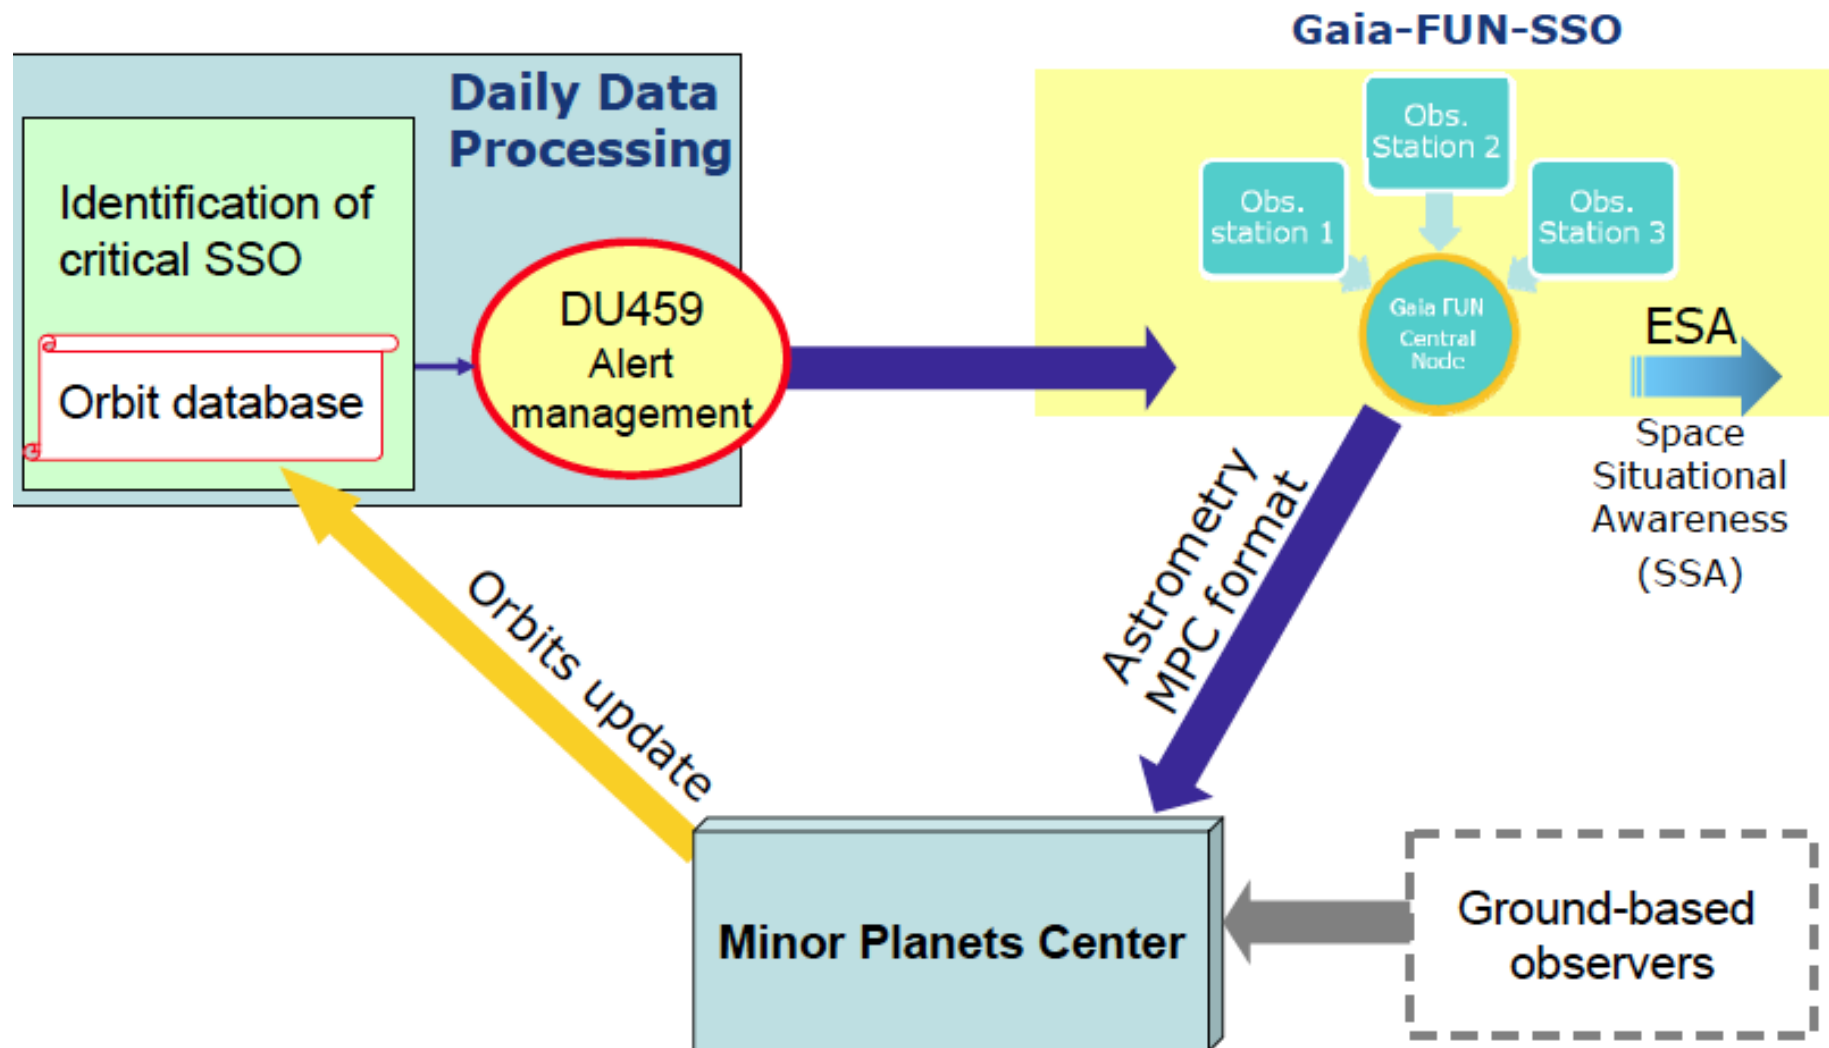 Gaia-FUN-SSO
Daily Data
Processing
Identification of
critical SSO
Orbit database
DU459
Alert
management
Obs.
Station 2
Obs.
station 1
Obs.
Station 3
Gaia FUN
Central
Node
ESA
Space
Situational
Awareness
(SSA)
Astrometry
MPC format
Orbits update
Minor Planets Center
Ground-based
observers